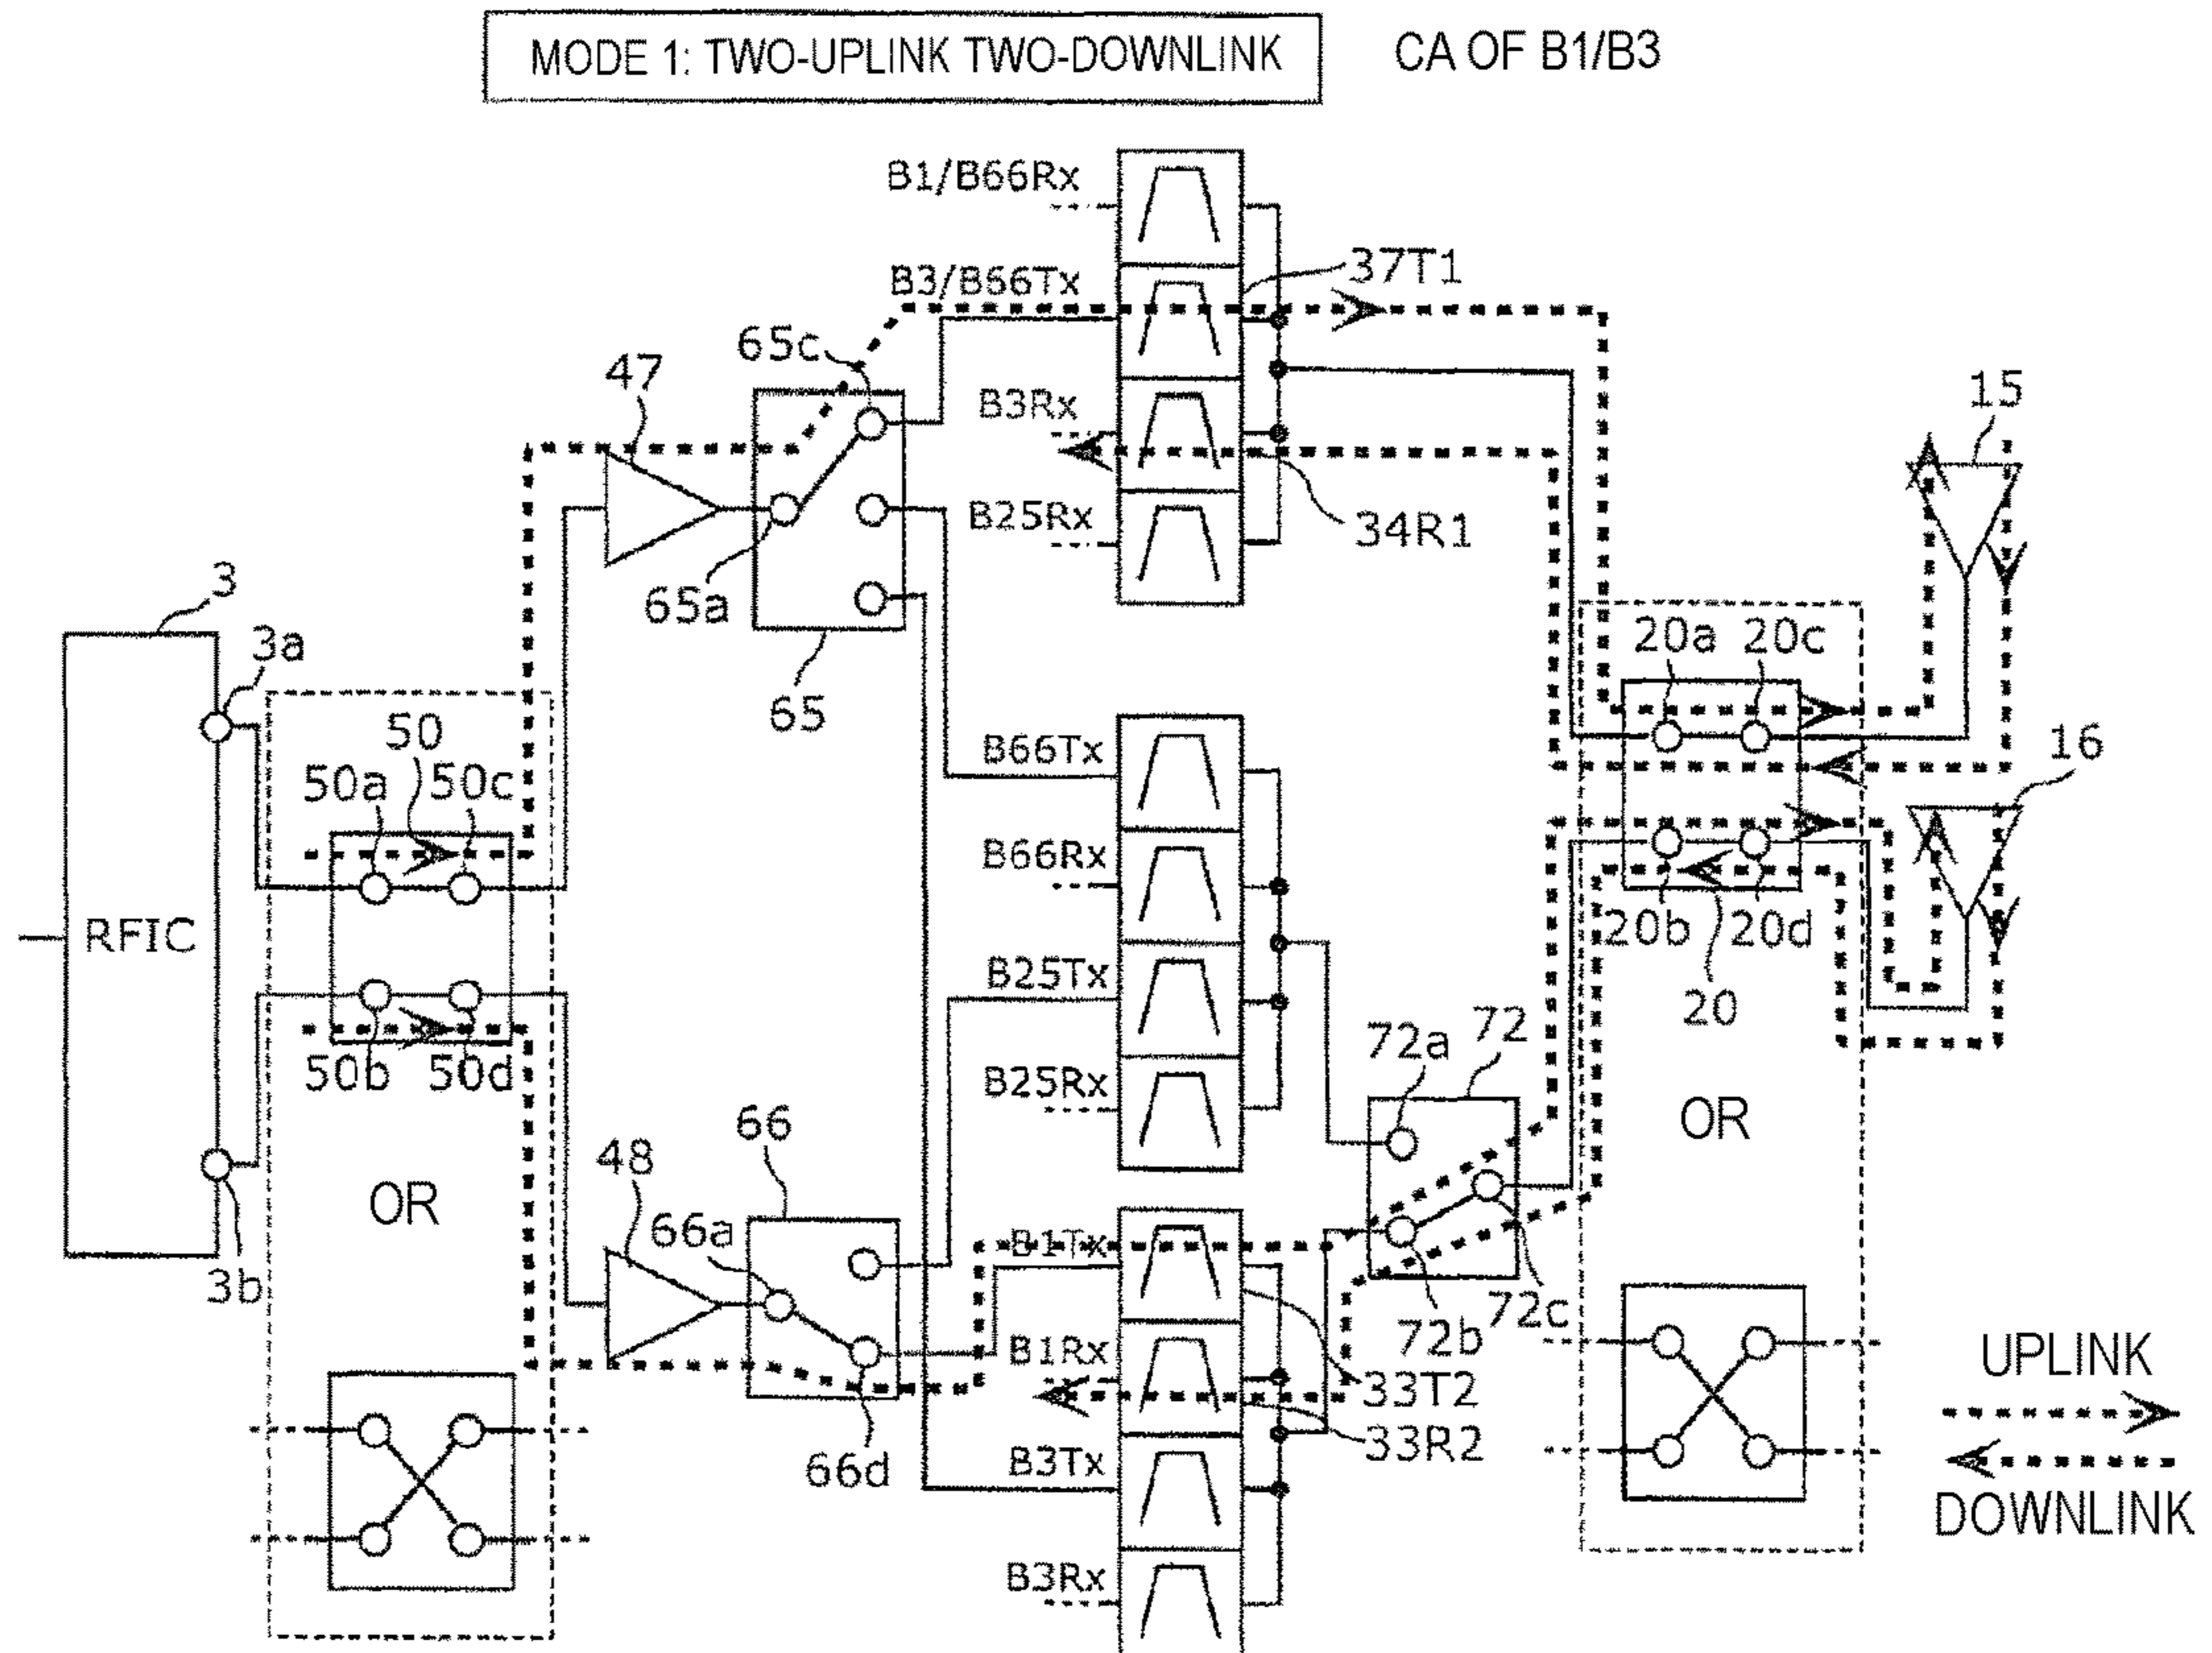 MODE 1: TWO-UPLINK TWO-DOWNLINK
CA OF B1/B3
B1/B66Rx
B3/B66Tx
37T1
65c
47
B3Rx
15
B25Rx
34R1
3
65a
3a
20a 20c
65
50
B66Tx
16
50a 50c
B66Rx
RFIC
20b 20d
B25Tx
20
72a 72
50b 50d
B25Rx
66
OR
48
OR
66a
B1Tx
3b
72c
72b
B1Rx
UPLINK
33T2
66d
B3Tx
33R2
DOWNLINK
B3Rx